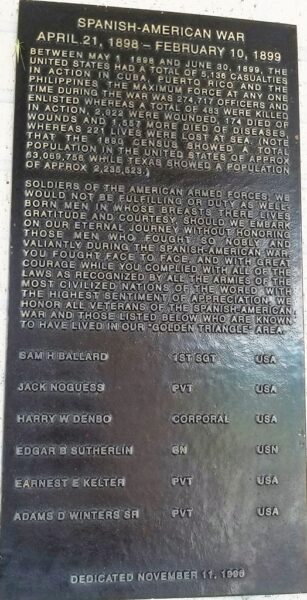 SPANISH-AMERICAN WAR
APRIL 21, 1898 – FEBRUARY 10, 1899
BETWEEN MAY 1, 1898 AND JUNE 30, 1899, THE
UNITED STATES HAD A TOTAL OF 5,136 CASUALTIES
IN ACTION IN CUBA, PUERTO RICO AND THE
PHILIPPINES. THE MAXIMUM FORCE AT ANY ONE
TIME DURING THE WAR WAS 274,717 OFFICERS AND
ENLISTED WHEREAS A TOTAL OF 483 WERE KILLED
IN ACTION, 2,922 WERE WOUNDED, 174 DIED OF
WOUNDS AND 1,557 MORE DIED OF DISEASES,
WHEREAS 221 LIVES WERE LOST AT SEA. (NOTE
THAT THE 1890 CENSUS SHOWED A TOTAL
POPULATION IN THE UNITED STATES OF APPROX
63,069,756 WHILE TEXAS SHOWED A POPULATION
OF APPROX 2,235,523.)
SOLDIERS OF THE AMERICAN ARMED FORCES, WE
WOULD NOT BE FULFILLING OUR DUTY AS WELL-
BORN MEN IN WHOSE BREASTS THERE LIVES
GRATITUDE AND COURTESY, SHOULD WE EMBARK
ON OUR ETERNAL JOURNEY WITHOUT HONORING
THOSE MEN WHO FOUGHT SO NOBLY AND
VALIANTLY DURING THE SPANISH-AMERICAN WAR.
YOU FOUGHT FACE TO FACE, AND WITH GREAT
COURAGE WHILE YOU COMPLIED WITH ALL OF THE
LAWS AS RECOGNIZED BY ALL THE ARMIES OF THE
MOST CIVILIZED NATIONS OF THE WORLD. WITH
THE HIGHEST SENTIMENT OF APPRECIATION, WE
HONOR ALL VETERANS OF THE SPANISH-AMERICAN
WAR AND THOSE LISTED BELOW WHO ARE KNOWN
TO HAVE LIVED IN OUR "GOLDEN TRIANGLE" AREA.
SAM H BALLARD 1ST SGT USA
JACK NOGUESS PVT USA
HARRY W DENBO CORPORAL USA
EDGAR B SUTHERLIN SN USN
EARNEST E KELTER PVT USA
ADAMS D WINTERS SR PVT USA
DEDICATED NOVEMBER 11,